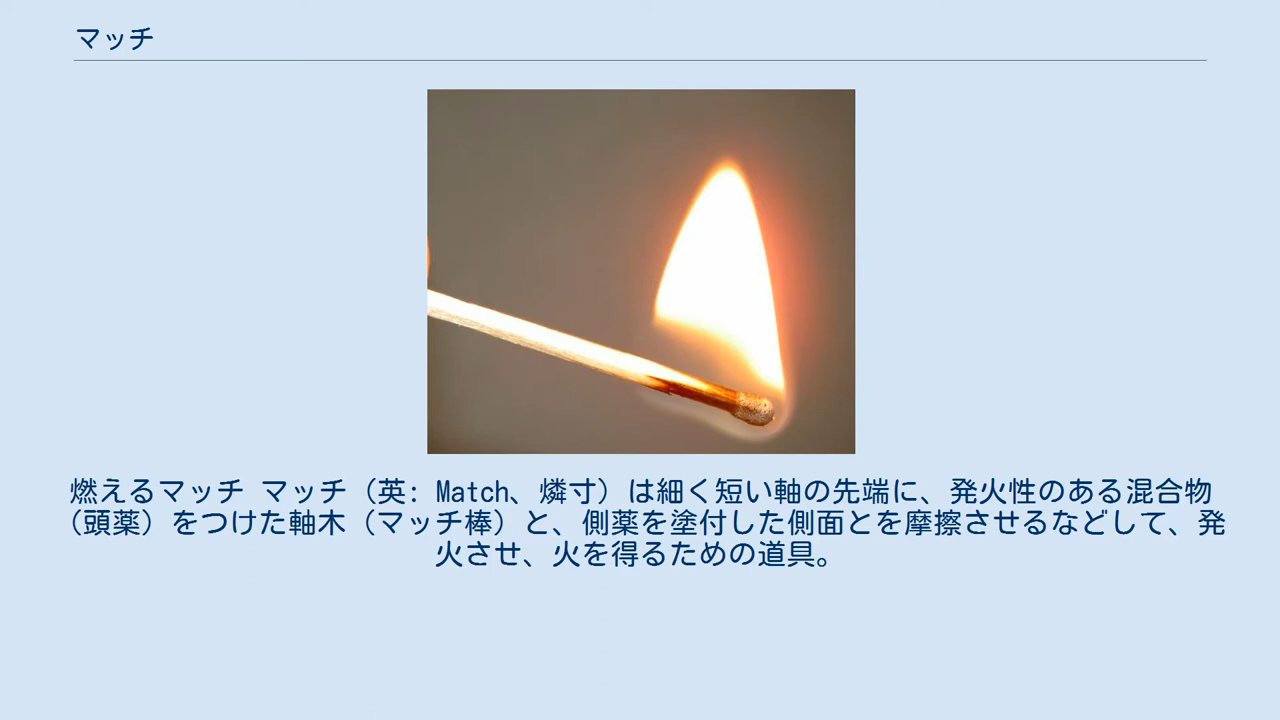 マッチ
燃えるマッチ マッチ（英: Match、燐寸）は細く短い軸の先端に、発火性のある混合物
（頭薬）をつけた軸木（マッチ棒）と、側薬を塗付した側面とを摩擦させるなどして、発
火させ、火を得るための道具。